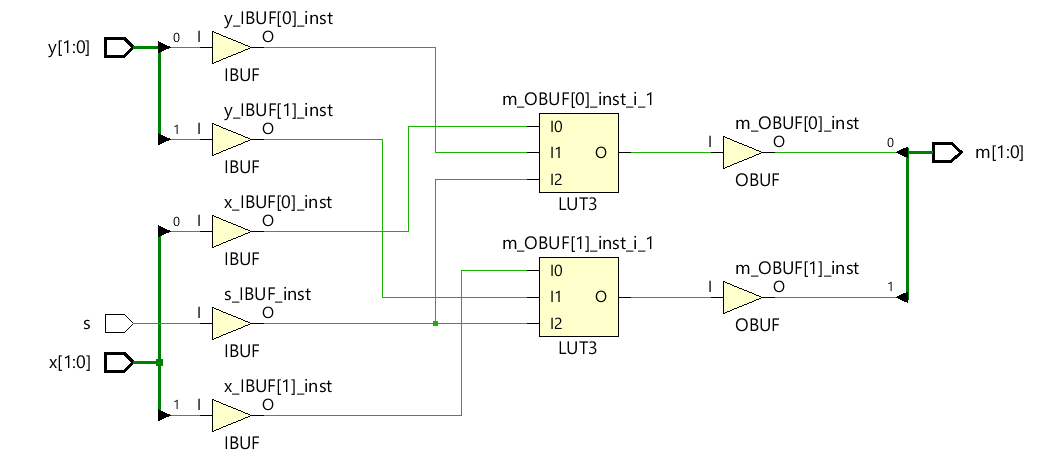 y_IBUF[0]_inst
y[1:0]
0
I
O
IBUF
y_IBUF[1]_inst
1
I
O
IBUF
x_IBUF[0]_inst
0
I
O
IBUF
s_IBUF_inst
s
I
O
IBUF
x[1:0]
x_IBUF[1]_inst
1
I
O
IBUF
m_OBUF[0]_inst_i_1
I0
I1
O
I2
LUT3
m_OBUF[1]_inst_i_1
I0
I1
O
I2
LUT3
m_OBUF[0]_inst
I
O
OBUF
0
m[1:0]
m_OBUF[1]_inst
I
O
OBUF
1